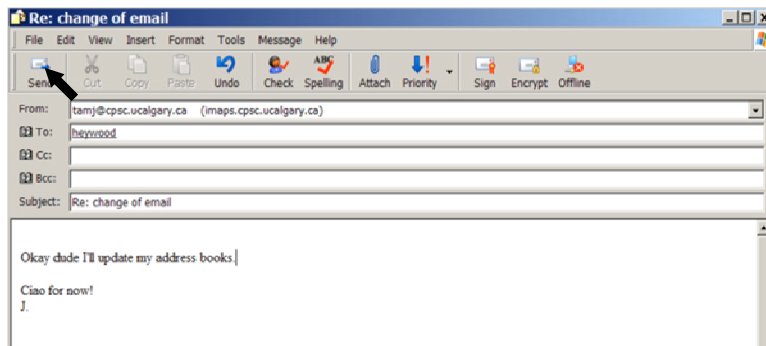 Re: change of email
File Edit View Insert Format Tools Message Help
ABC
Send Cut Copy Paste Undo Check Spelling Attach Priority Sign Encrypt Offline
From: tamj@cpsc.ucalgary.ca (imaps.cpsc.ucalgary.ca)
To: heywood
Cc:
Bcc:
Subject: Re: change of email
Okay dude I'll update my address books.
Ciao for now!
J.